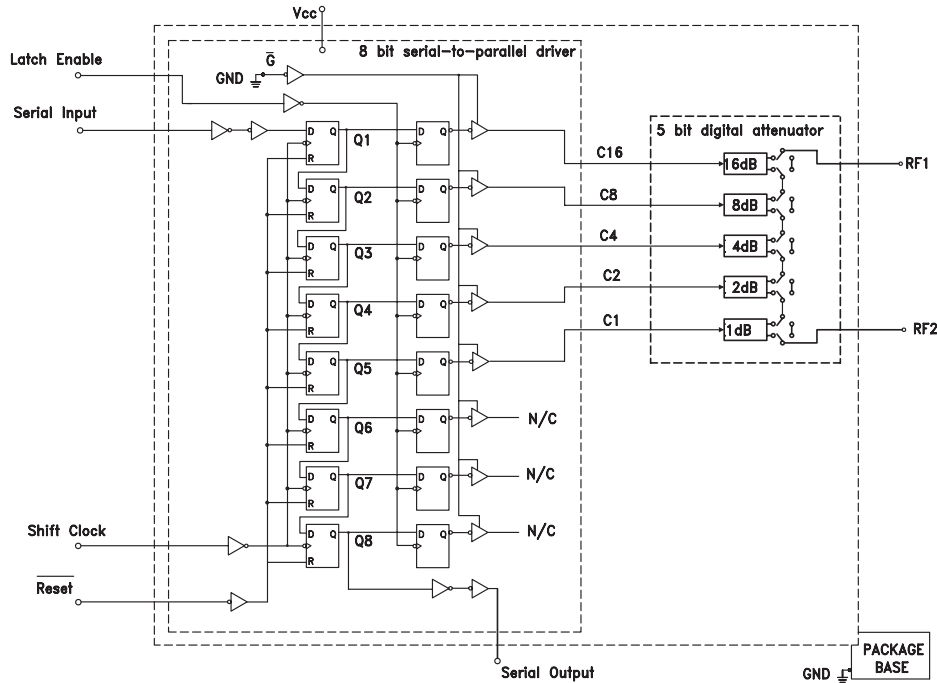 Vcc
8 bit serial-to-parallel driver
Latch Enable
G
GND
Serial Input
D Q Q1 D Q
R
5 bit digital attenuator
C16
16dB
RF1
D Q Q2 D Q
R
C8
8dB
D Q Q3 D Q
R
C4
4dB
D Q Q4 D Q
R
C2
2dB
D Q Q5 D Q
R
C1
1dB
RF2
D Q Q6 D Q
R
N/C
D Q Q7 D Q
R
N/C
Shift Clock
D Q Q8 D Q
R
N/C
Reset
Serial Output
PACKAGE
BASE
GND